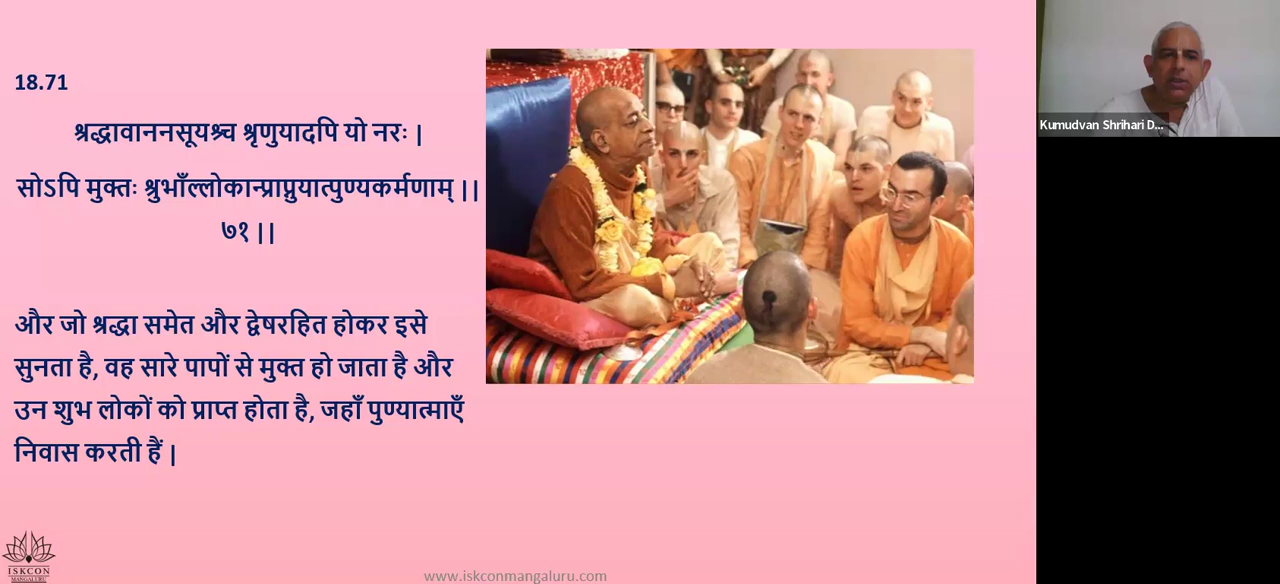 18.71
श्रद्धावाननसूयश्र्च श्रृणुयादपि यो नरः |
सोऽपि मुक्तः श्रुभाँल्लोकान्प्राप्नुयात्पुण्यकर्मणाम् ||
७१ ||
और जो श्रद्धा समेत और द्वेषरहित होकर इसे
सुनता है, वह सारे पापों से मुक्त हो जाता है और
उन शुभ लोकों को प्राप्त होता है, जहाँ पुण्यात्माएँ
निवास करती हैं |
Kumudvan Shrihari D...
ISKCON
MANGALURU
www.iskconmangaluru.com